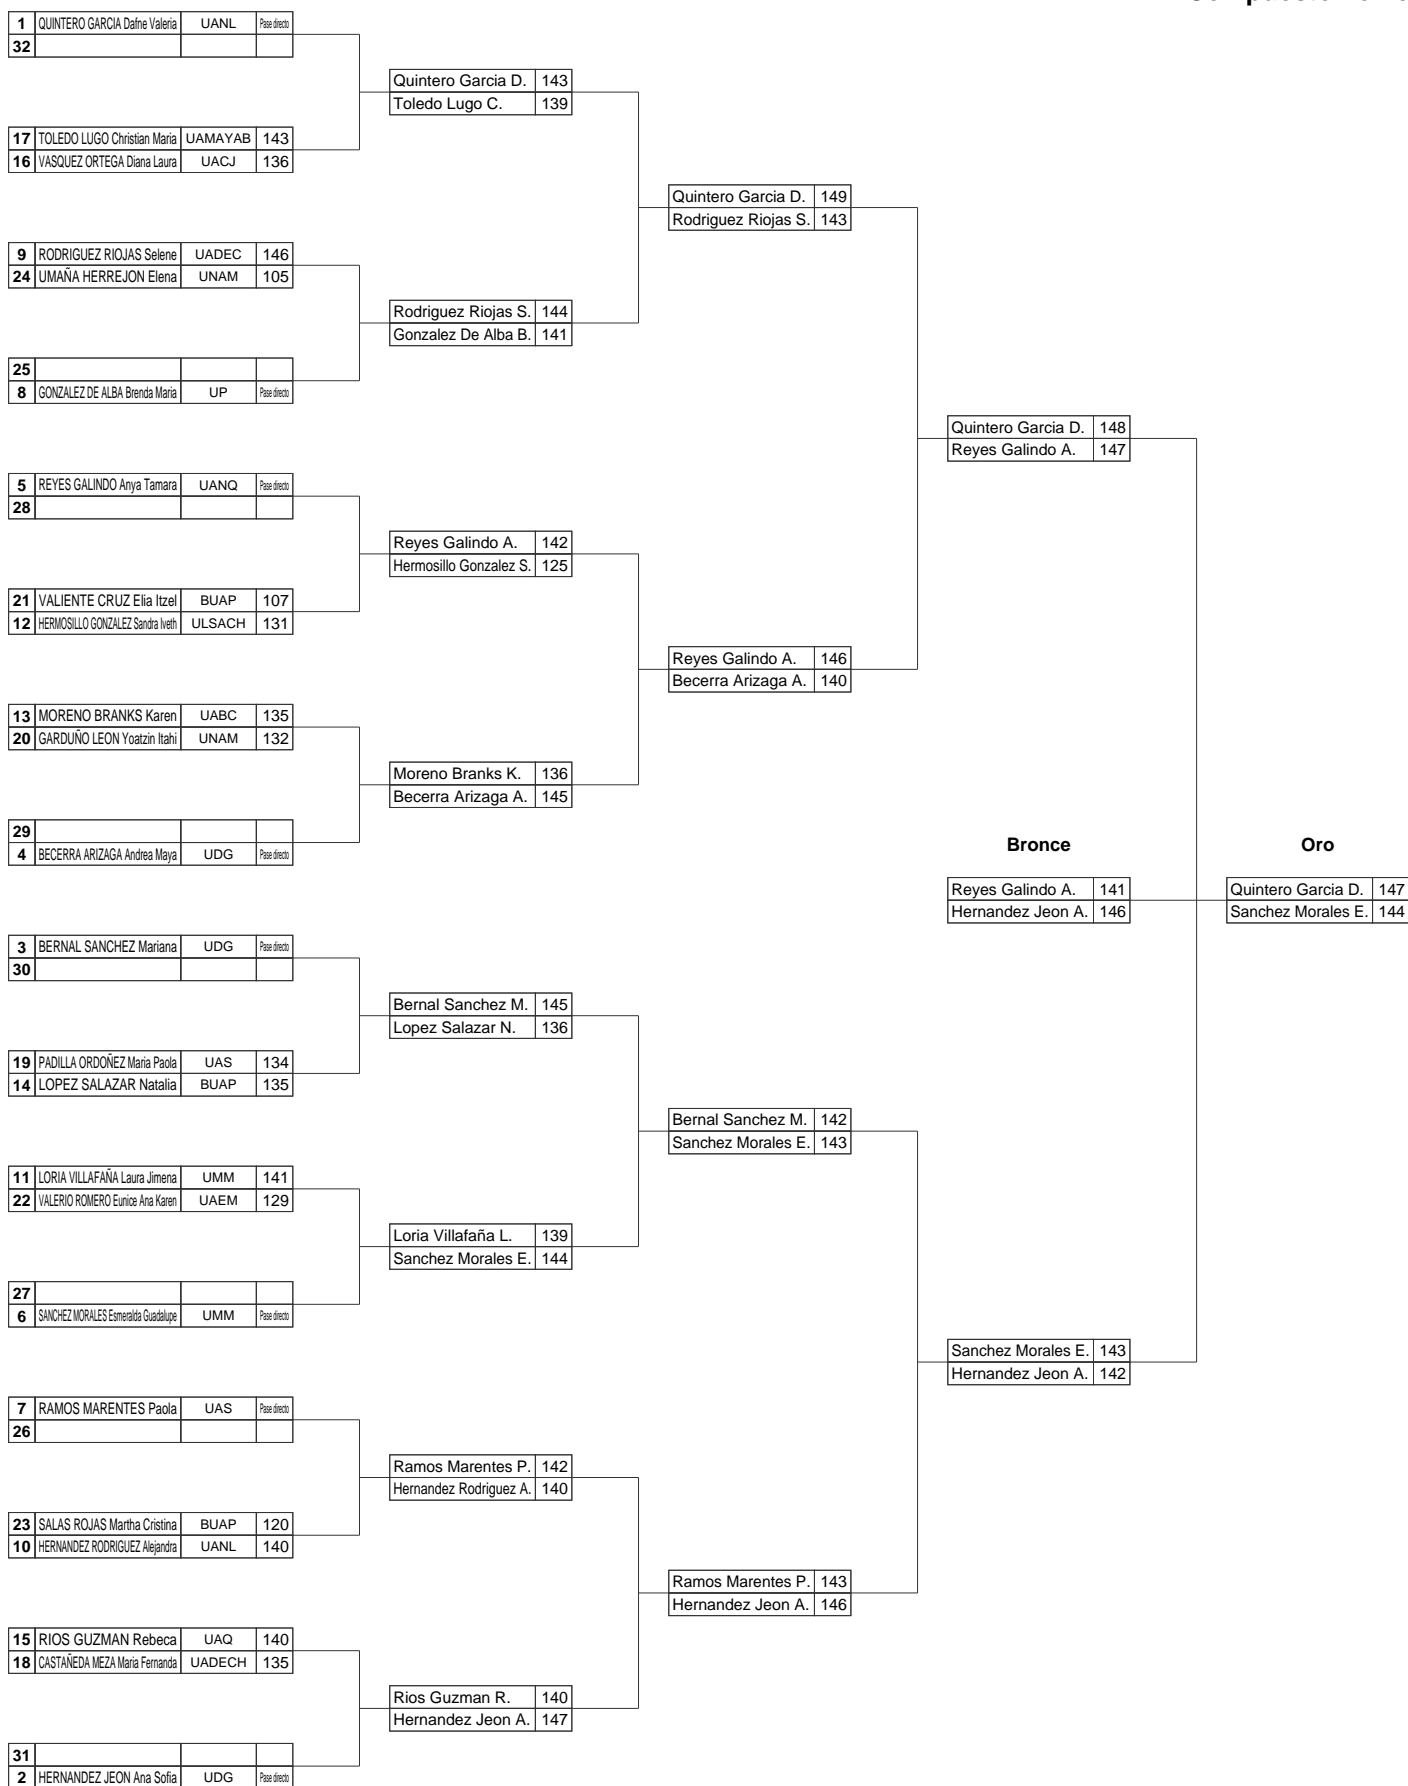 1 QUINTERO GARCIA Dafne Valeria UANL Pase directo
32
Quintero Garcia D. 143
Toledo Lugo C. 139
17 TOLEDO LUGO Christian Maria UAMAYAB 143
16 VASQUEZ ORTEGA Diana Laura UACJ 136
Quintero Garcia D. 149
Rodriguez Riojas S. 143
9 RODRIGUEZ RIOJAS Selene UADEC 146
24 UMAÑA HERREJON Elena UNAM 105
Rodriguez Riojas S. 144
Gonzalez De Alba B. 141
25
8 GONZALEZ DE ALBA Brenda Maria UP Pase directo
Quintero Garcia D. 148
Reyes Galindo A. 147
5 REYES GALINDO Anya Tamara UANQ Pase directo
28
Reyes Galindo A. 142
Hermosillo Gonzalez S. 125
21 VALIENTE CRUZ Elia Itzel BUAP 107
12 HERMOSILLO GONZALEZ Sandra Iveth ULSACH 131
Reyes Galindo A. 146
Becerra Arizaga A. 140
13 MORENO BRANKS Karen UABC 135
20 GARDUÑO LEON Yoatzin Itahi UNAM 132
Moreno Branks K. 136
Becerra Arizaga A. 145
29
4 BECERRA ARIZAGA Andrea Maya UDG Pase directo
Bronce Oro
Reyes Galindo A. 141 Quintero Garcia D. 147
Hernandez Jeon A. 146 Sanchez Morales E. 144
3 BERNAL SANCHEZ Mariana UDG Pase directo
30
Bernal Sanchez M. 145
Lopez Salazar N. 136
19 PADILLA ORDOÑEZ Maria Paola UAS 134
14 LOPEZ SALAZAR Natalia BUAP 135
Bernal Sanchez M. 142
Sanchez Morales E. 143
11 LORIA VILLAFAÑA Laura Jimena UMM 141
22 VALERIO ROMERO Eunice Ana Karen UAEM 129
Loria Villafaña L. 139
Sanchez Morales E. 144
27
6 SANCHEZ MORALES Esmeralda Guadalupe UMM Pase directo
Sanchez Morales E. 143
Hernandez Jeon A. 142
7 RAMOS MARENTES Paola UAS Pase directo
26
Ramos Marentes P. 142
Hernandez Rodriguez A. 140
23 SALAS ROJAS Martha Cristina BUAP 120
10 HERNANDEZ RODRIGUEZ Alejandra UANL 140
Ramos Marentes P. 143
Hernandez Jeon A. 146
15 RIOS GUZMAN Rebeca UAQ 140
18 CASTAÑEDA MEZA Maria Fernanda UADECH 135
Rios Guzman R. 140
Hernandez Jeon A. 147
31
2 HERNANDEZ JEON Ana Sofia UDG Pase directo